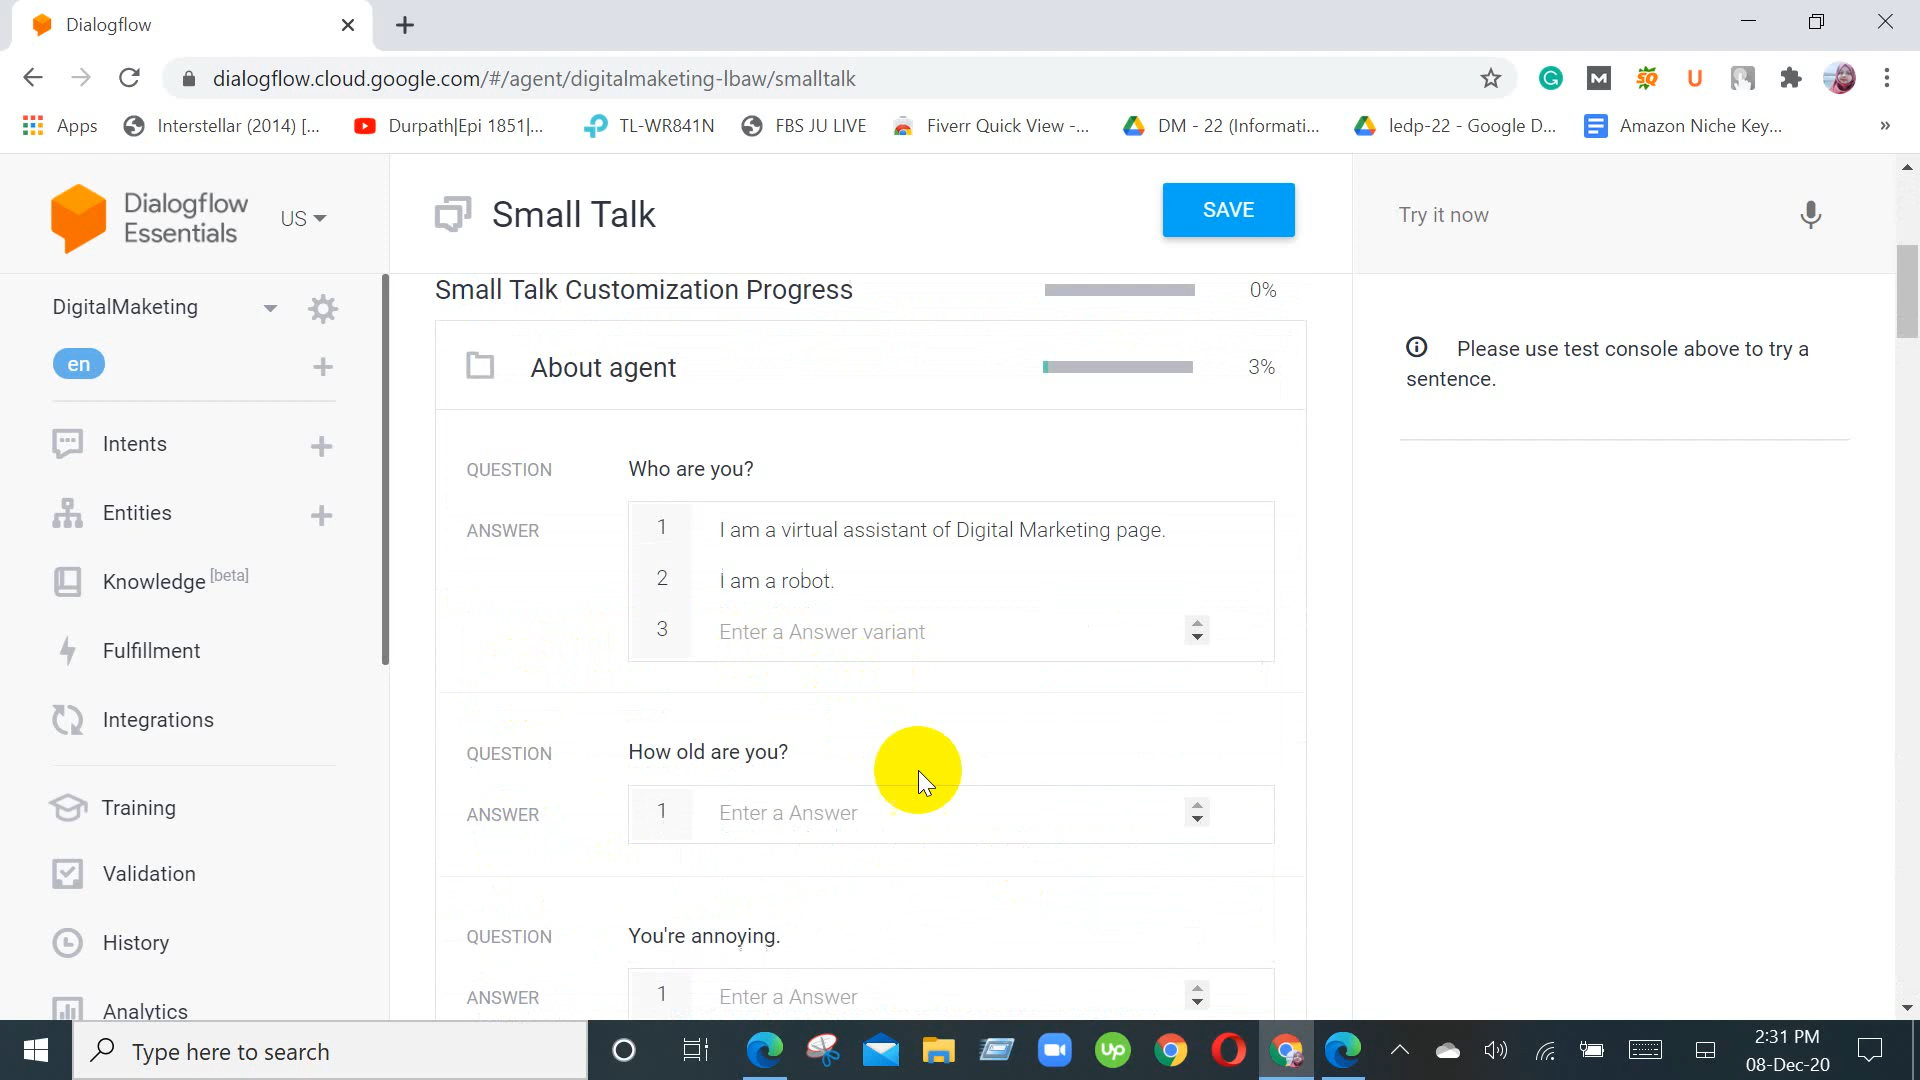 Dialogflow
dialogflow.cloud.google.com/#/agent/digitalmaketing-lbaw/smalltalk
Apps
Interstellar (2014) [...
Durpath|Epi 1851|...
TL-WR841N
FBS JU LIVE
Fiverr Quick View -...
DM - 22 (Informati...
ledp-22 - Google D...
Amazon Niche Key...
»
Dialogflow
Essentials
US
Small Talk
SAVE
Try it now
DigitalMaketing
en
Intents
Entities
Knowledge [beta]
Fulfillment
Integrations
Training
Validation
History
Analytics
Small Talk Customization Progress
0%
About agent
3%
QUESTION
Who are you?
ANSWER
1 I am a virtual assistant of Digital Marketing page.
2 I am a robot.
3 Enter a Answer variant
QUESTION
How old are you?
ANSWER
1 Enter a Answer
QUESTION
You're annoying.
ANSWER
1 Enter a Answer
Please use test console above to try a
sentence.
Type here to search
2:31 PM
08-Dec-20